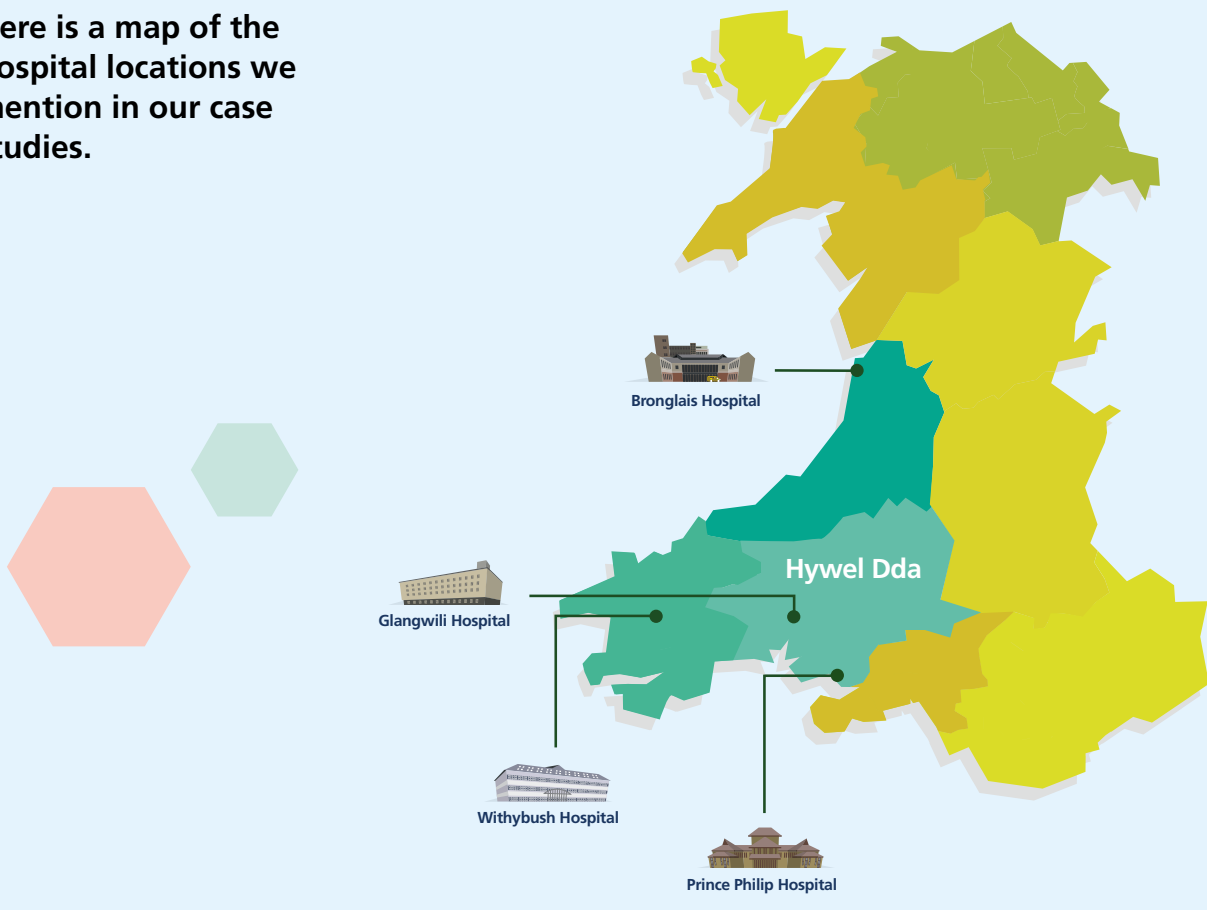 ere is a map of the
ospital locations we
ention in our case
tudies.
Bronglais Hospital
Hywel Dda
Glangwili Hospital
Withybush Hospital
Prince Philip Hospital